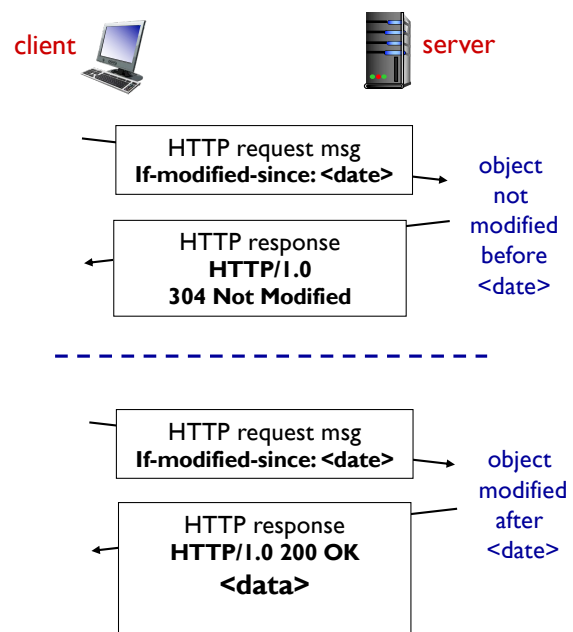 client
server
HTTP request msg
If-modified-since: <date>
object
not
modified
before
<date>
HTTP response
HTTP/1.0
304 Not Modified
HTTP request msg
If-modified-since: <date>
object
modified
after
<date>
HTTP response
HTTP/1.0 200 OK
<data>